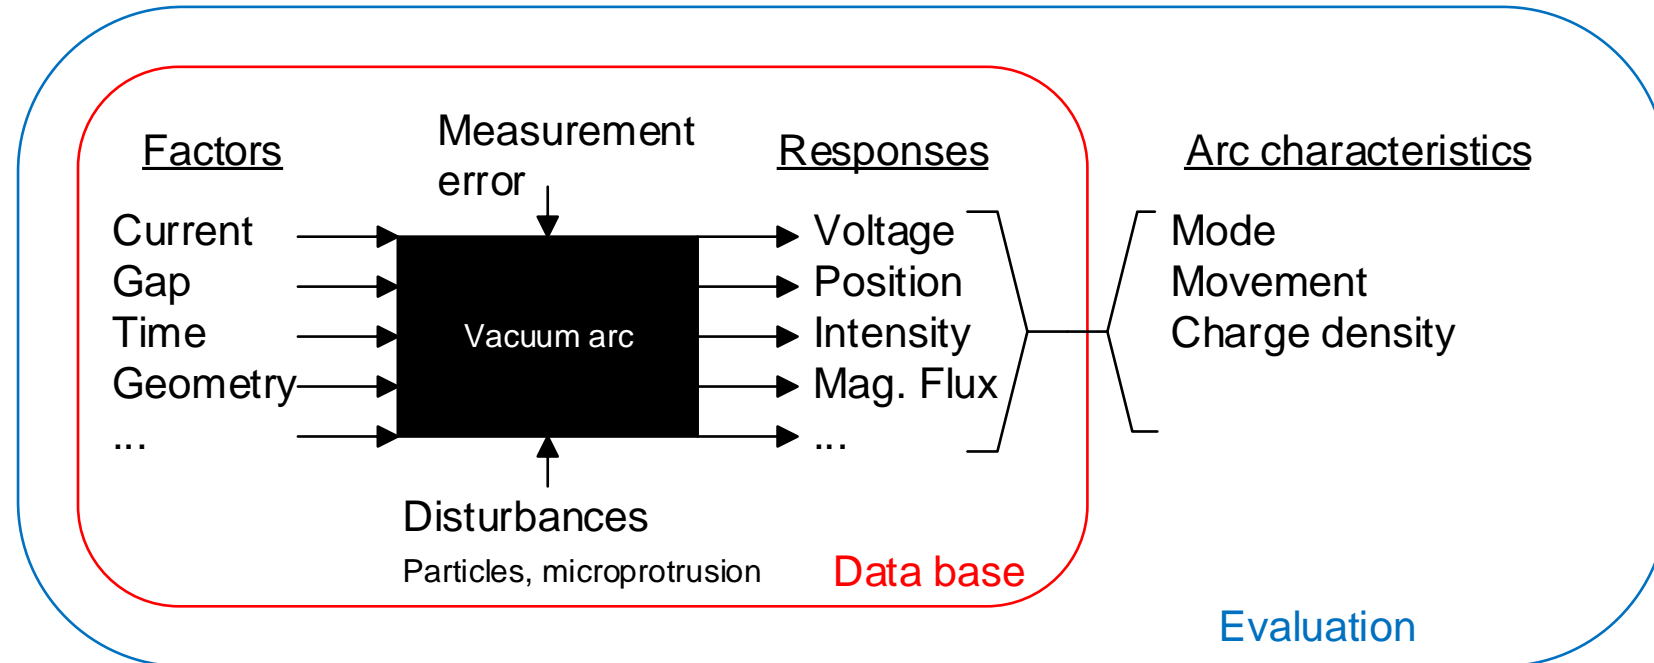 Factors
Current
Gap
Time
Geometry
...
Measurement
error
Vacuum arc
Disturbances
Particles, microprotrusion
Responses
Voltage
Position
Intensity
Mag. Flux
...
Data base
Arc characteristics
Mode
Movement
Charge density
Evaluation